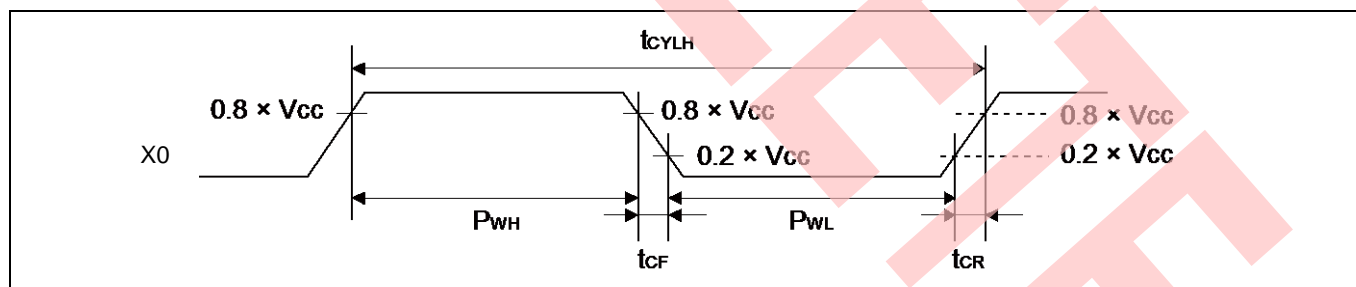 tCYLH
0.8 × Vcc
0.8 × Vcc
0.8 × Vcc
X0
0.2 × Vcc
0.2 × Vcc
PWH
PWL
tCF
tCR